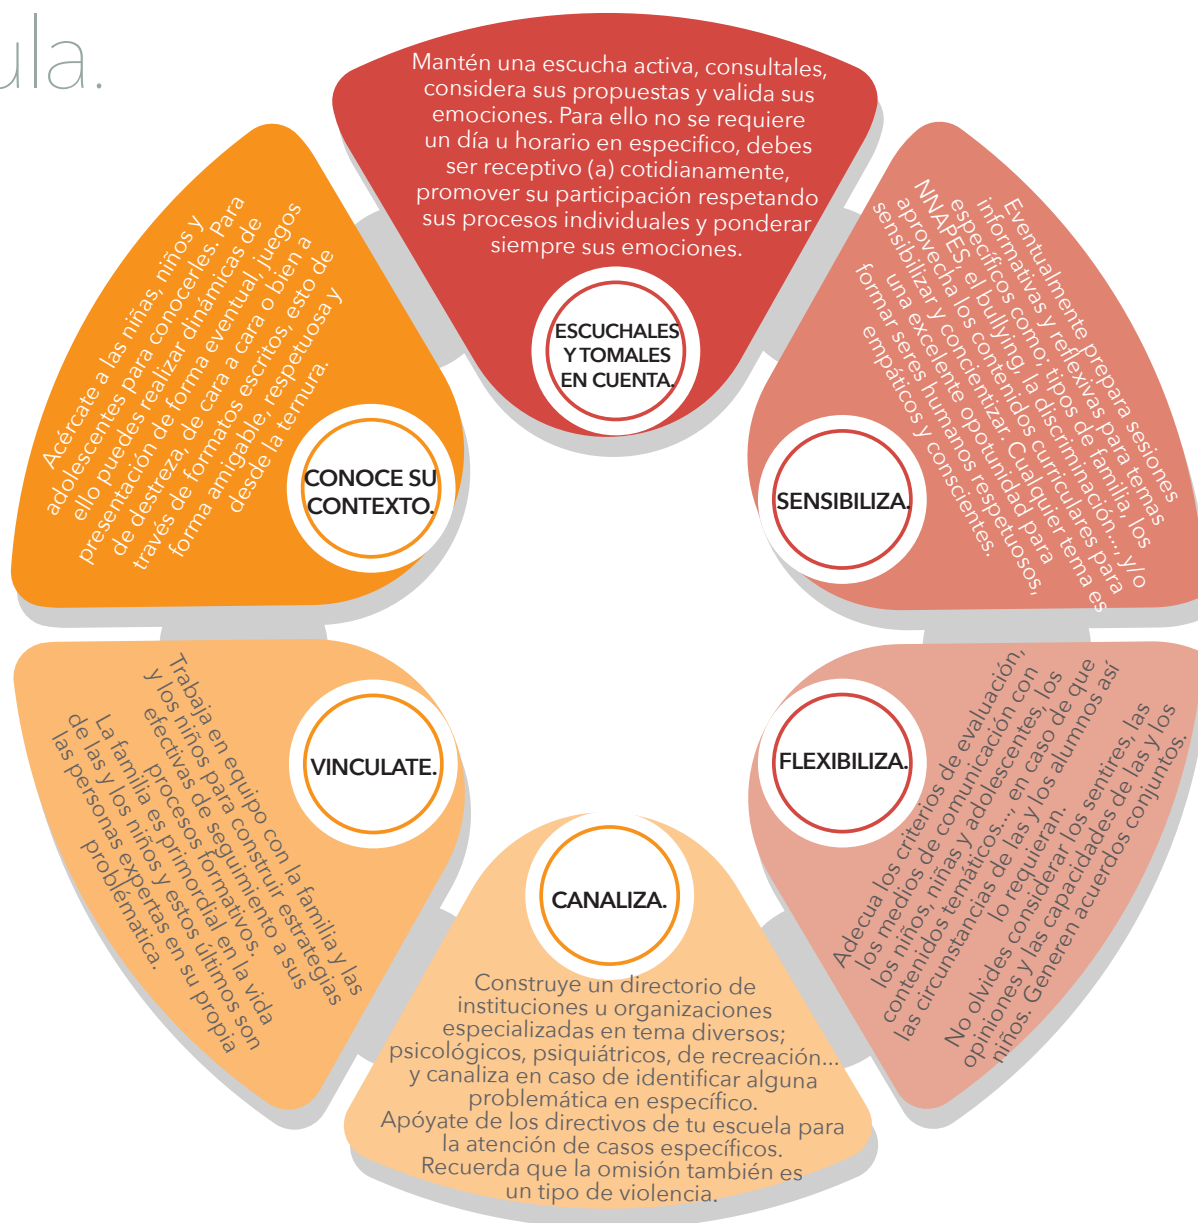 ula.
Mantén una escucha activa, consultales,
considera sus propuestas y valida sus
emociones. Para ello no se requiere
un día u horario en especifico, debes
ser receptivo (a) cotidianamente,
promover su participación respetando
sus procesos individuales y ponderar
siempre sus emociones.
ESCUCHALES
Y TOMALES
EN CUENTA.
Eventualmente prepara sesiones
informativas y reflexivas para temas
específicos como; tipos de familia, los
NNAPES, el bullying, la discriminación..., y/o
aprovecha los contenidos curriculares para
sensibilizar y concientizar. Cualquier tema es
una excelente oportunidad para
formar seres humanos respetuosos,
empáticos y conscientes.
SENSIBILIZA.
Adecua los criterios de evaluación,
los medios de comunicación con
los niños, niñas y adolescentes, los
contenidos temáticos..., en caso de que
las circunstancias de las y los alumnos así
lo requieran.
No olvides considerar los sentires, las
opiniones y las capacidades de las y los
niños. Generen acuerdos conjuntos.
FLEXIBILIZA.
CANALIZA.
Construye un directorio de
instituciones u organizaciones
especializadas en tema diversos;
psicológicos, psiquiátricos, de recreación...
y canaliza en caso de identificar alguna
problemática en específico.
Apóyate de los directivos de tu escuela para
la atención de casos específicos.
Recuerda que la omisión también es
un tipo de violencia.
Trabaja en equipo con la familia y las
y los niños para construir estrategias
efectivas de seguimiento a sus
procesos formativos.
La familia es primordial en la vida
de las y los niños y estos últimos son
las personas expertas en su propia
problemática.
VINCULATE.
Acércate a las niñas, niños y
adolescentes para conocerles. Para
ello puedes realizar dinámicas de
presentación de forma eventual, juegos
de destreza, de cara a cara o bien a
través de formatos escritos, esto de
forma amigable, respetuosa y
desde la ternura.
CONOCE SU
CONTEXTO.